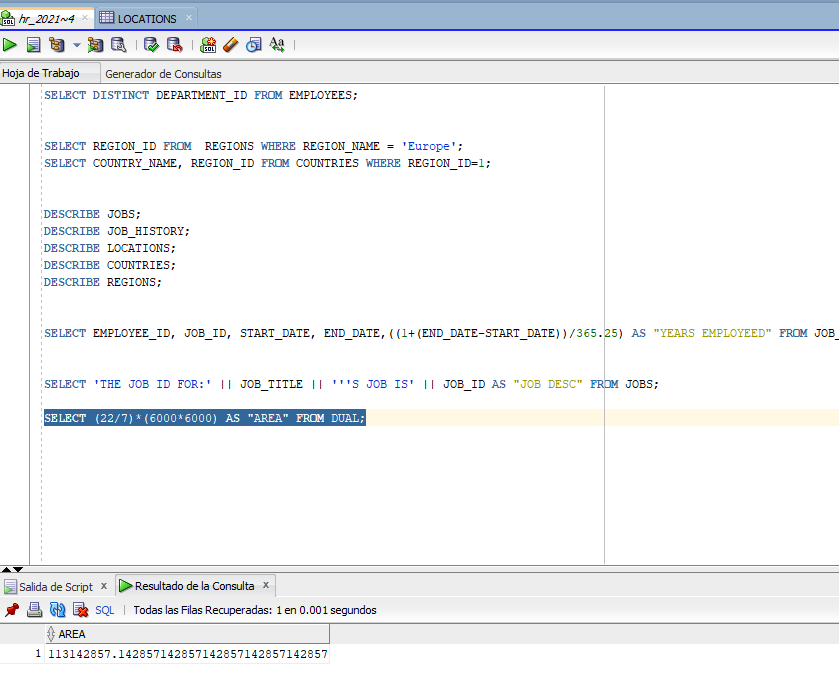 hr_2021~4 LOCATIONS
Hoja de Trabajo Generador de Consultas
SELECT DISTINCT DEPARTMENT_ID FROM EMPLOYEES;
SELECT REGION_ID FROM  REGIONS WHERE REGION_NAME = 'Europe';
SELECT COUNTRY_NAME, REGION_ID FROM COUNTRIES WHERE REGION_ID=1;
DESCRIBE JOBS;
DESCRIBE JOB_HISTORY;
DESCRIBE LOCATIONS;
DESCRIBE COUNTRIES;
DESCRIBE REGIONS;
SELECT EMPLOYEE_ID, JOB_ID, START_DATE, END_DATE,((1+(END_DATE-START_DATE))/365.25) AS "YEARS EMPLOYEED" FROM JOB_
SELECT 'THE JOB ID FOR:' || JOB_TITLE || '''S JOB IS' || JOB_ID AS "JOB DESC" FROM JOBS;
SELECT (22/7)*(6000*6000) AS "AREA" FROM DUAL;
Salida de Script x Resultado de la Consulta x
SQL Todas las Filas Recuperadas: 1 en 0.001 segundos
AREA
1 113142857.142857142857142857142857142857